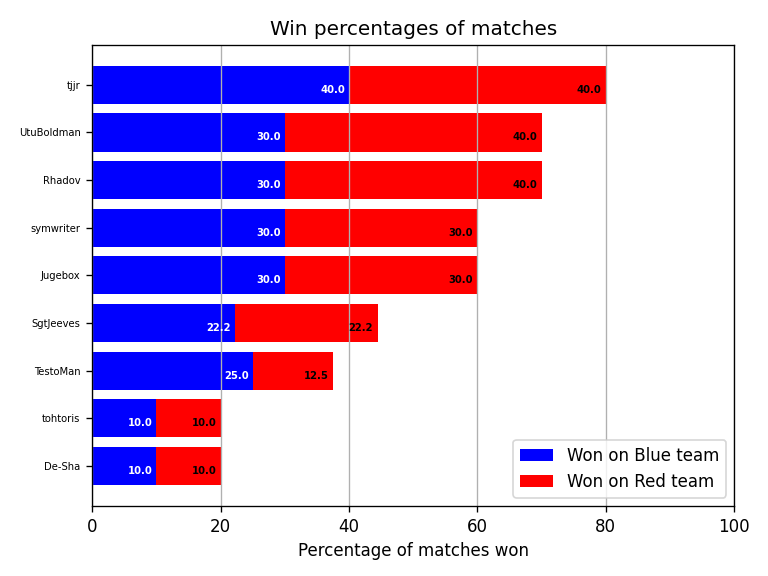 Win percentages of matches
tjjr 40.0 40.0
UtuBoldman 30.0 40.0
Rhadov 30.0 40.0
symwriter 30.0 30.0
Jugebox 30.0 30.0
SgtJeeves 22.2 22.2
TestoMan 25.0 12.5
tohtoris 10.0 10.0
De-Sha 10.0 10.0
Won on Blue team
Won on Red team
0 20 40 60 80 100
Percentage of matches won